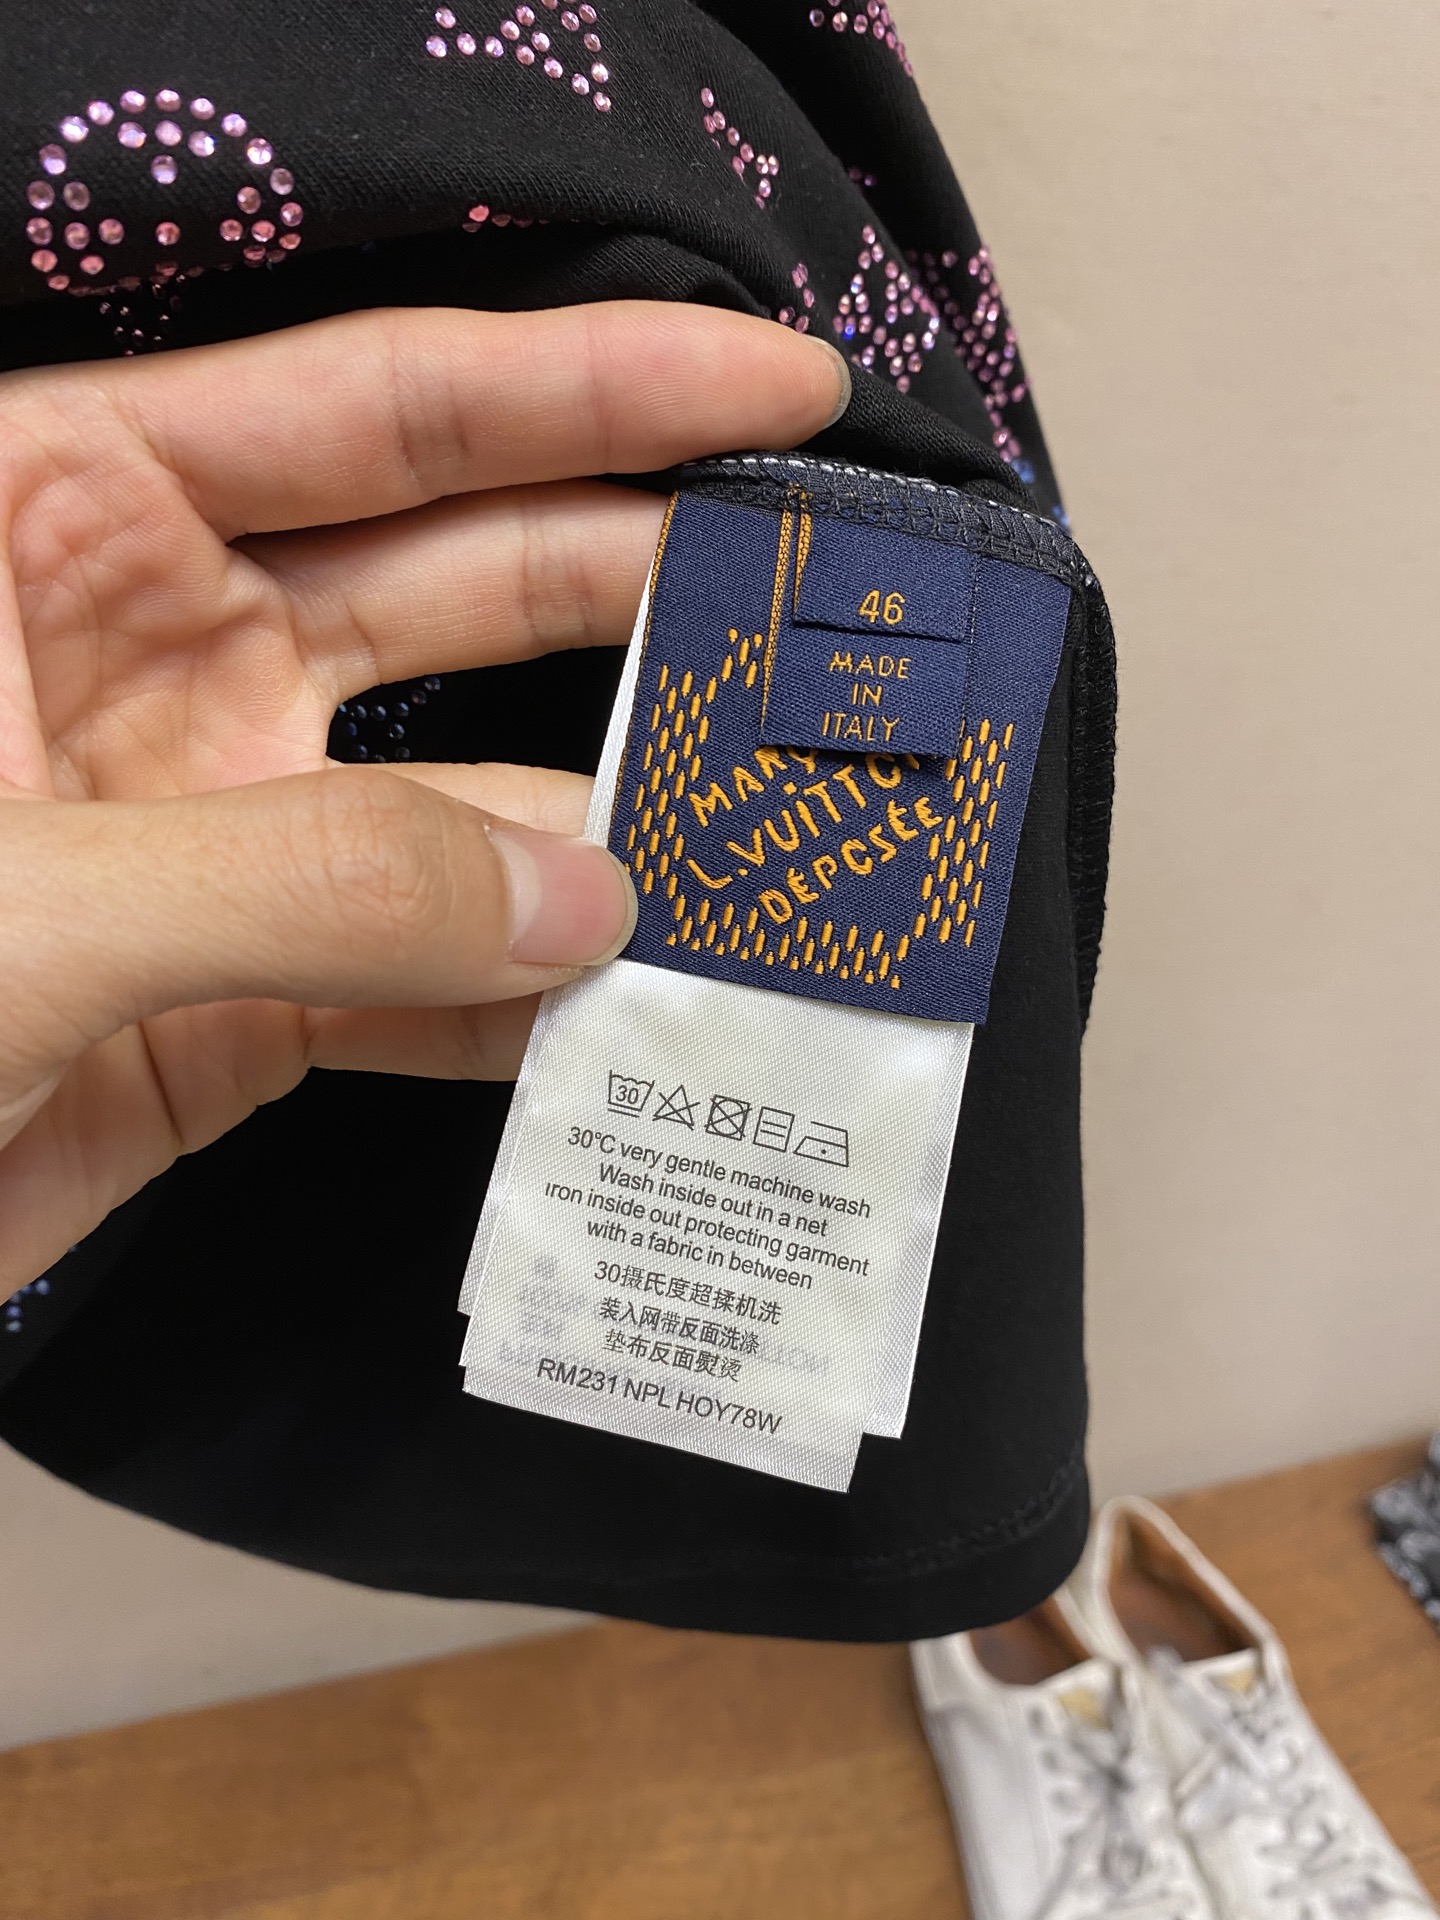 46
MADE
IN
ITALY
L.VUITTO
DÉPOSÉE
30
30°C very gentle machine wash
Wash inside out in a net
Iron inside out protecting garment
with a fabric in between
30摄氏度超揉机洗
装入网带反面洗涤
垫布反面熨烫
RM231 NPL HOY78W